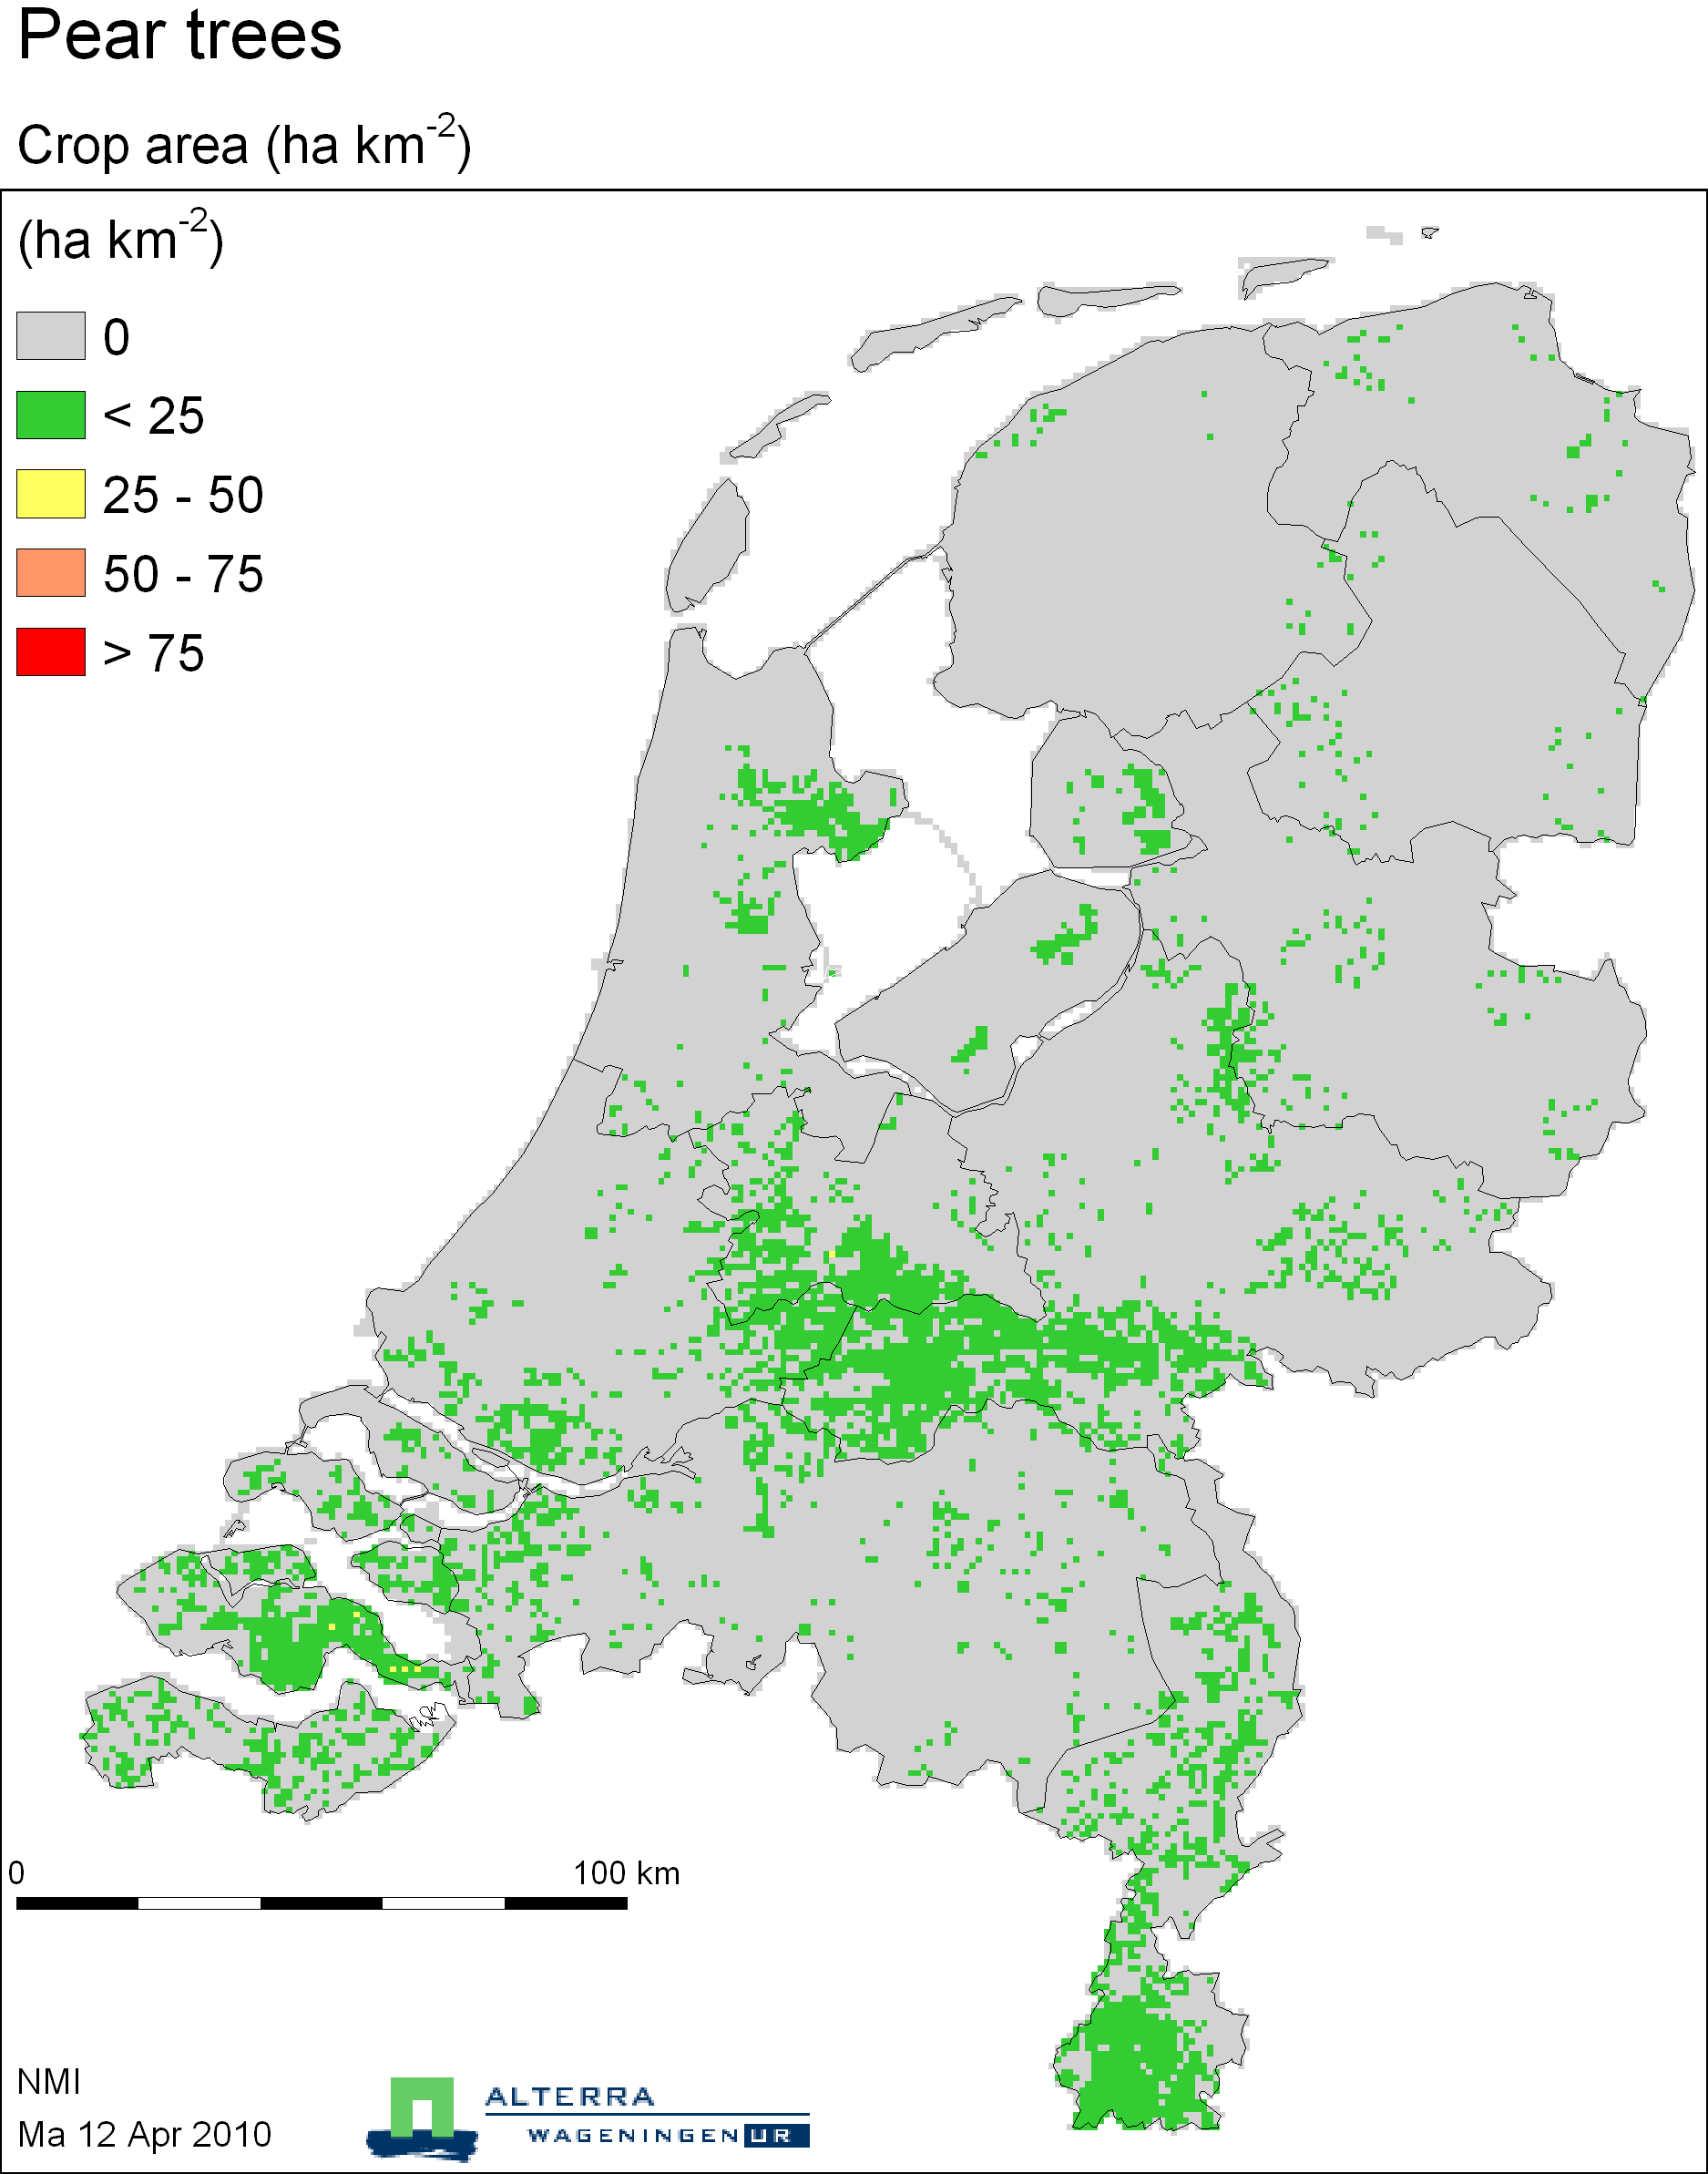 Pear trees
Crop area (ha km-2)
(ha km-2)
0
< 25
25 - 50
50 - 75
> 75
0 100 km
NMI
Ma 12 Apr 2010
ALTERRA
WAGENINGEN UR